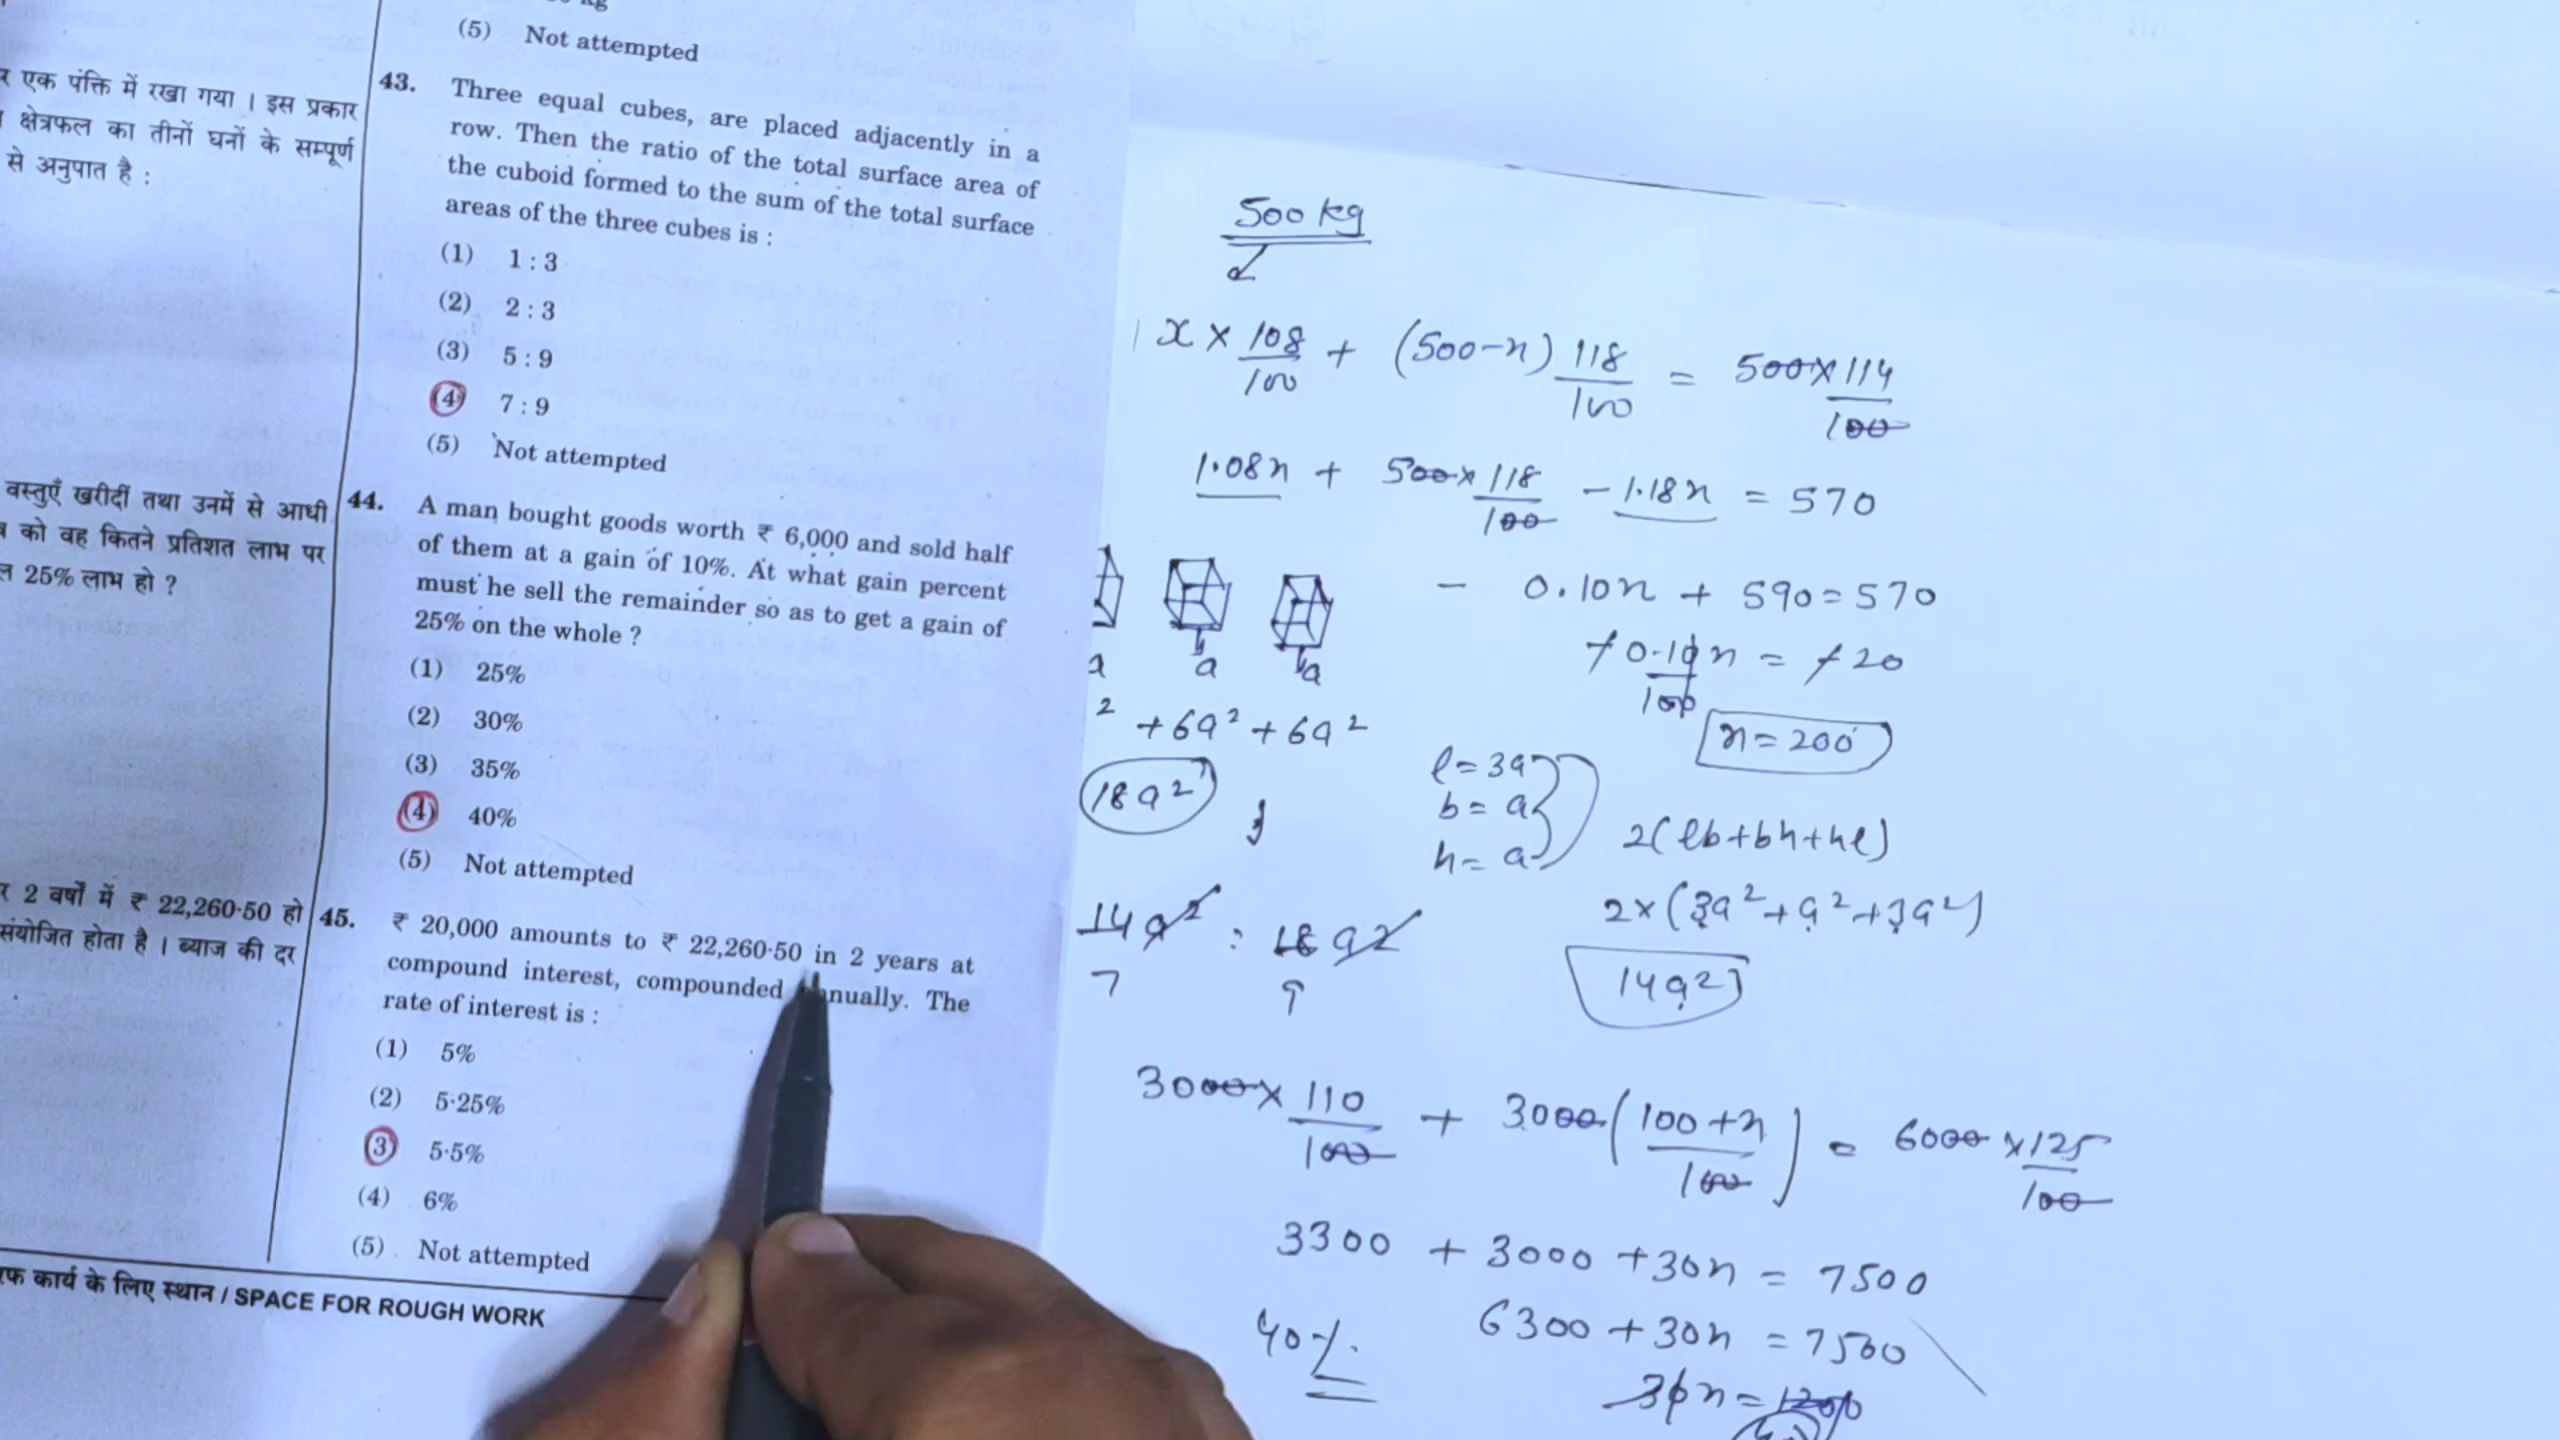 kg
(5) Not attempted
र एक पंक्ति में रखा गया । इस प्रकार
क्षेत्रफल का तीनों घनों के सम्पूर्ण
से अनुपात है :
43. Three equal cubes, are placed adjacently in a
row. Then the ratio of the total surface area of
the cuboid formed to the sum of the total surface
areas of the three cubes is :
(1) 1 : 3
(2) 2 : 3
(3) 5 : 9
(4) 7 : 9
(5) Not attempted
वस्तुएँ खरीदीं तथा उनमें से आधी
को वह कितने प्रतिशत लाभ पर
25% लाभ हो ?
44. A man bought goods worth ₹ 6,000 and sold half
of them at a gain of 10%. At what gain percent
must he sell the remainder so as to get a gain of
25% on the whole ?
(1) 25%
(2) 30%
(3) 35%
(4) 40%
(5) Not attempted
र 2 वर्षों में ₹ 22,260·50 हो
संयोजित होता है । ब्याज की दर
45. ₹ 20,000 amounts to ₹ 22,260·50 in 2 years at
compound interest, compounded nually. The
rate of interest is :
(1) 5%
(2) 5·25%
(3) 5·5%
(4) 6%
(5) Not attempted
रफ कार्य के लिए स्थान / SPACE FOR ROUGH WORK
500 kg
x × 108/100 + (500-x) 118/100 = 500×114/100
1.08x + 500×118/100 - 1.18x = 570
- 0.10x + 590 = 570
-0.10x = -20
100
x = 200
a a a
² + 6a² + 6a²
18a²
l = 3a
b = a
h = a
2(lb+bh+hl)
2×(3a²+a²+3a²)
14a²
14a² : 18a²
7 9
3000× 110/100 + 3000(100+x/100) = 6000×125/100
3300 + 3000 + 30x = 7500
6300 + 30x = 7500
40%
30x = 1200